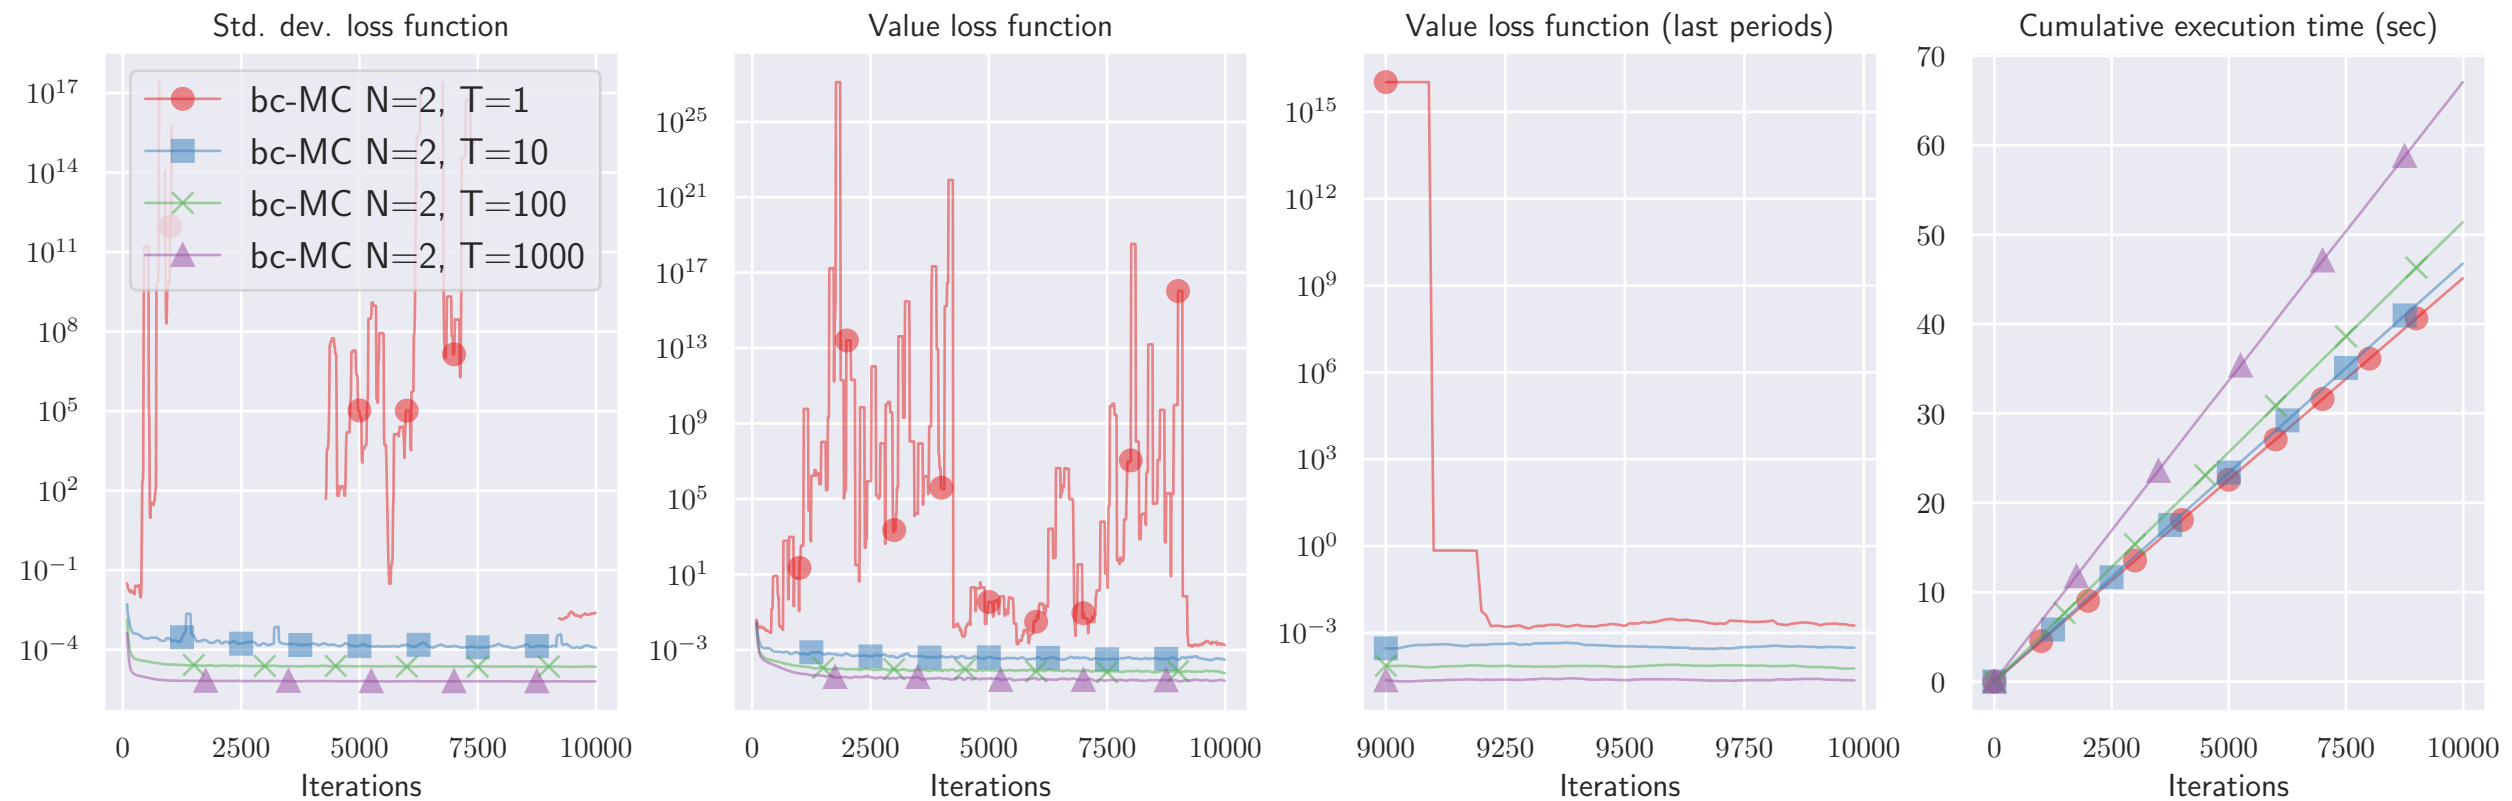 Std. dev. loss function
10^17
10^14
10^11
10^8
10^5
10^2
10^−1
10^−4
bc-MC N=2, T=1
bc-MC N=2, T=10
bc-MC N=2, T=100
bc-MC N=2, T=1000
0 2500 5000 7500 10000
Iterations
Value loss function
10^25
10^21
10^17
10^13
10^9
10^5
10^1
10^−3
0 2500 5000 7500 10000
Iterations
Value loss function (last periods)
10^15
10^12
10^9
10^6
10^3
10^0
10^−3
9000 9250 9500 9750 10000
Iterations
Cumulative execution time (sec)
70
60
50
40
30
20
10
0
0 2500 5000 7500 10000
Iterations